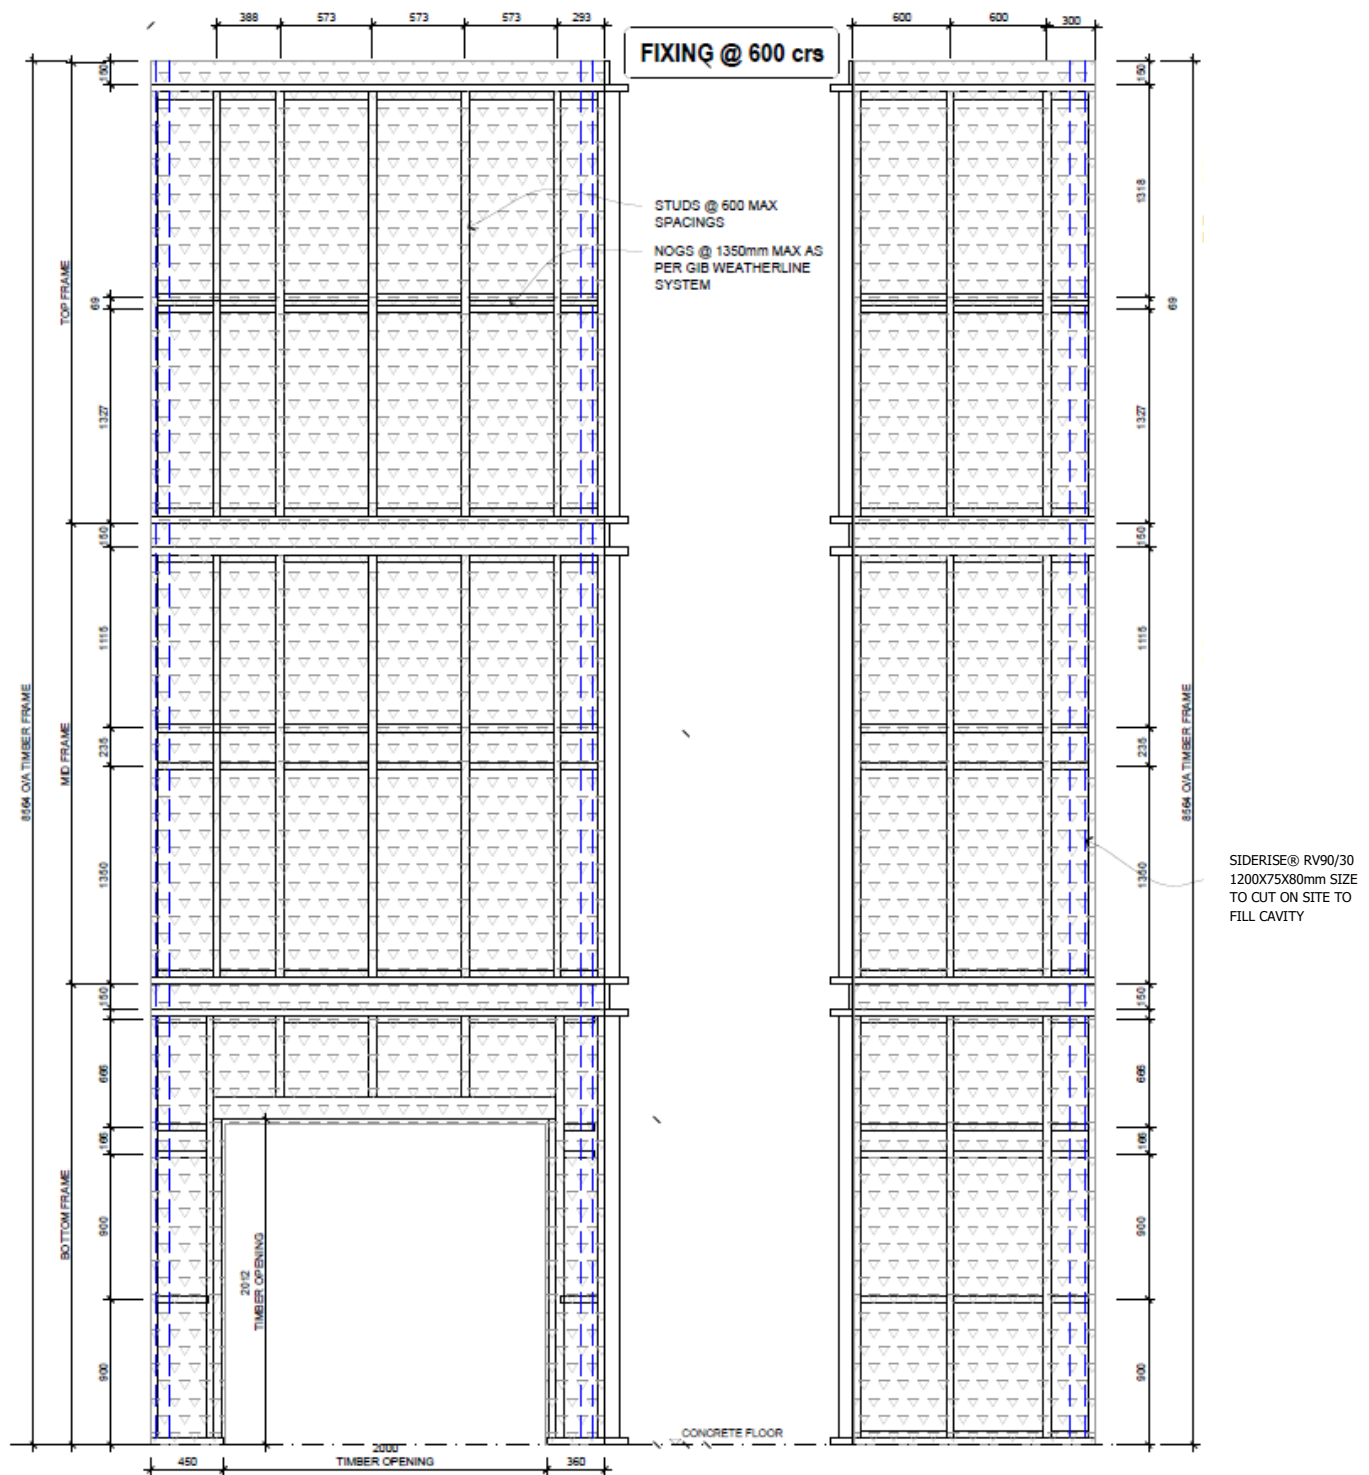 388
573
573
573
293
FIXING @ 600 crs
600
600
300
150
150
STUDS @ 600 MAX
SPACINGS
NOGS @ 1350mm MAX AS
PER GIB WEATHERLINE
SYSTEM
TOP FRAME
69
1327
1318
69
1327
150
150
1115
1115
8564 O/A TIMBER FRAME
MID FRAME
235
235
8564 O/A TIMBER FRAME
1350
1350
SIDERISE® RV90/30
1200X75X80mm SIZE
TO CUT ON SITE TO
FILL CAVITY
150
150
666
666
166
166
BOTTOM FRAME
900
900
2012
TIMBER OPENING
900
900
CONCRETE FLOOR
2000
450
TIMBER OPENING
360